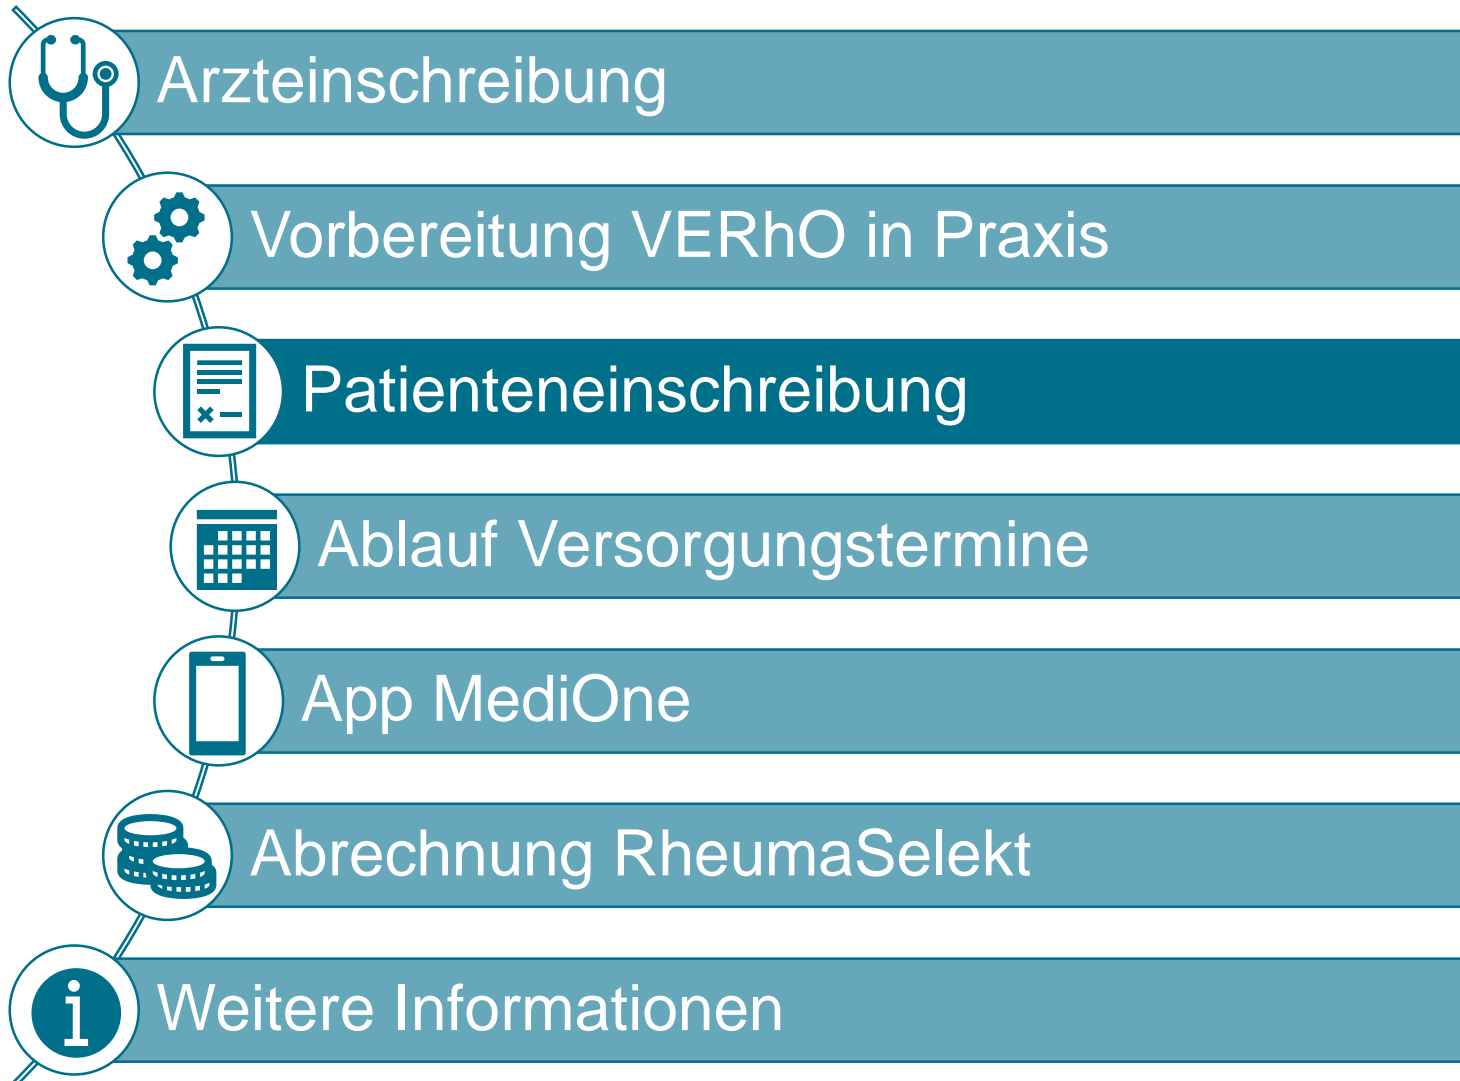 Arzteinschreibung
Vorbereitung VERhO in Praxis
Patienteneinschreibung
Ablauf Versorgungstermine
App MediOne
Abrechnung RheumaSelekt
Weitere Informationen